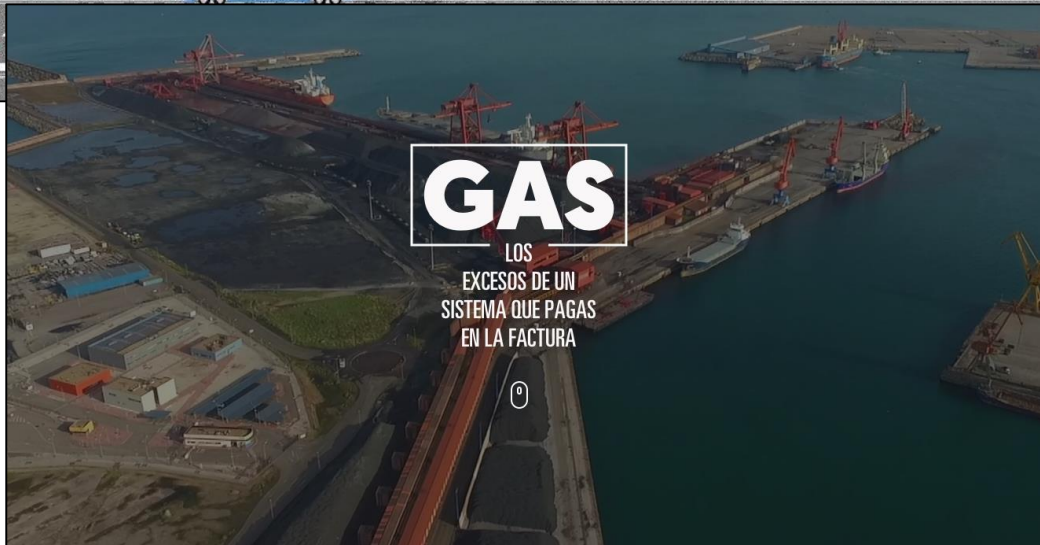 GAS
LOS
EXCESOS DE UN
SISTEMA QUE PAGAS
EN LA FACTURA